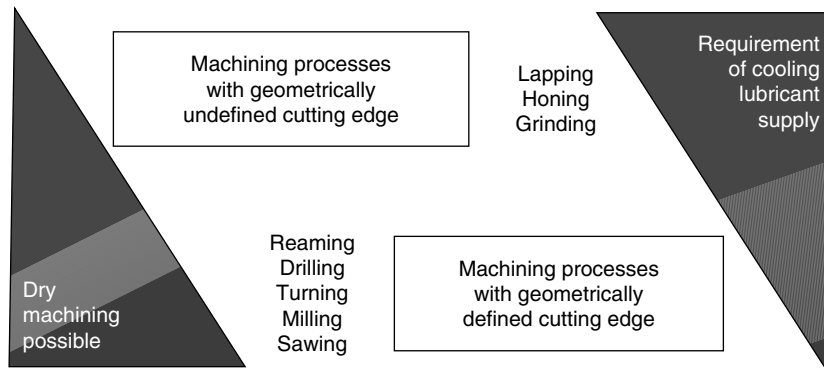 Machining processes
with geometrically
undefined cutting edge
Lapping
Honing
Grinding
Requirement
of cooling
lubricant
supply
Dry
machining
possible
Reaming
Drilling
Turning
Milling
Sawing
Machining processes
with geometrically
defined cutting edge